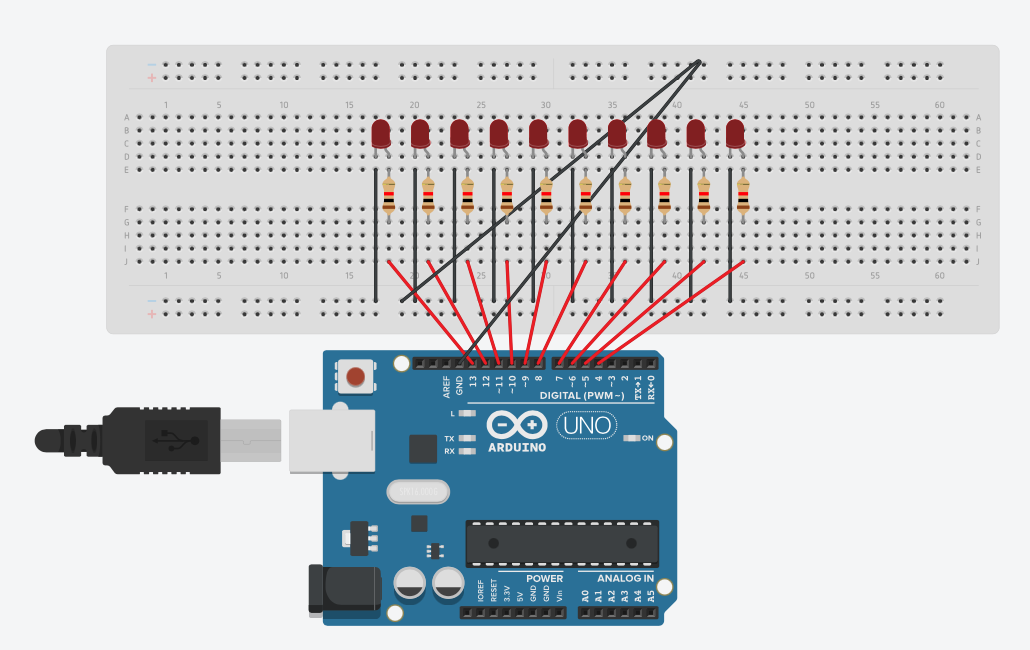 − −
+ +
1 5 10 15 20 25 30 35 40 45 50 55 60
A A
B B
C C
D D
E E
F F
G G
H H
I I
J J
1 5 10 15 20 25 30 35 40 45 50 55 60
−
+
AREF GND 13 12 ~11 ~10 ~9 8 7 ~6 ~5 4 ~3 2 TX→1 RX←0
DIGITAL (PWM~)
L
TX
RX
ARDUINO
UNO
ON
POWER ANALOG IN
IOREF RESET 3.3V 5V GND GND Vin A0 A1 A2 A3 A4 A5